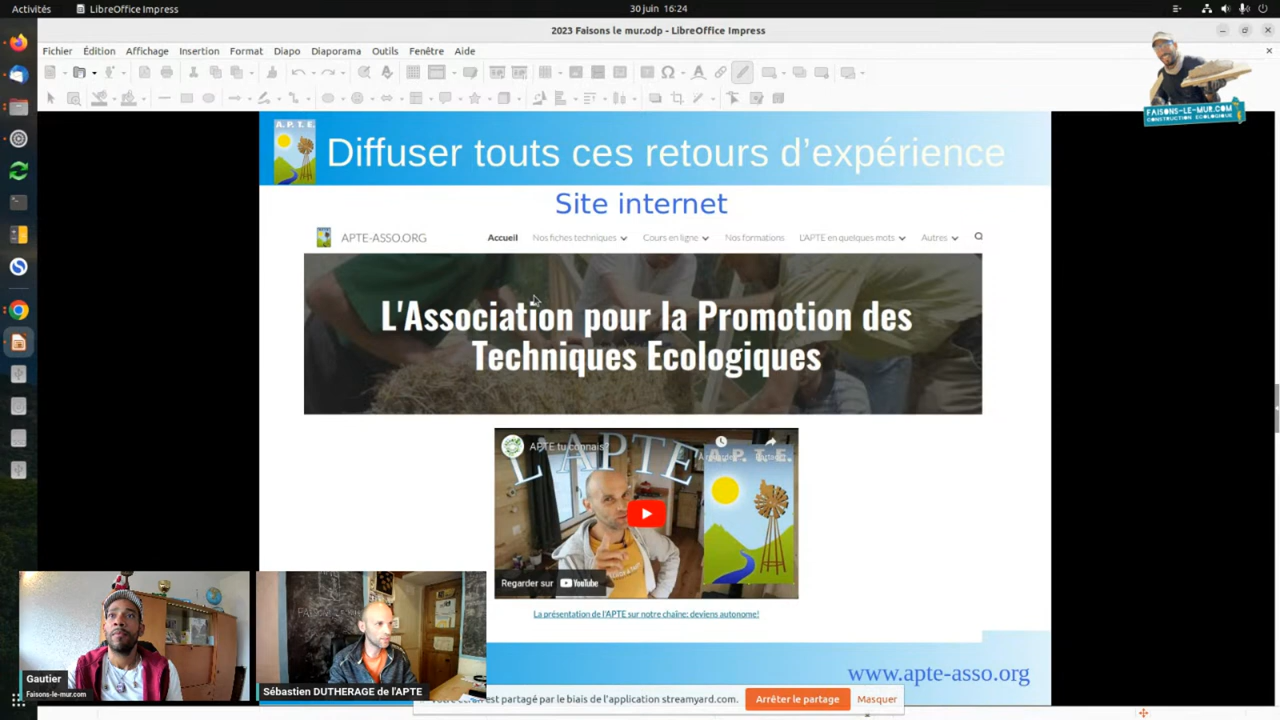 Activités
LibreOffice Impress
30 juin 16:24
2023 Faisons le mur.odp - LibreOffice Impress
Fichier Édition Affichage Insertion Format Diapo Diaporama Outils Fenêtre Aide
FAISONS-LE-MUR.COM
CONSTRUCTION ECOLOGIQUE
A. P. T. E.
Diffuser touts ces retours d'expérience
Site internet
APTE-ASSO.ORG
Accueil Nos fiches techniques Cours en ligne Nos formations L'APTE en quelques mots Autres
L'Association pour la Promotion des
Techniques Ecologiques
APTE tu connais?
L'APTE
A. P. T. E.
Regarder sur YouTube
La présentation de l'APTE sur notre chaîne: deviens autonome!
www.apte-asso.org
Gautier
Faisons-le-mur.com
Sébastien DUTHERAGE de l'APTE
écran est partagé par le biais de l'application streamyard.com.
Arrêter le partage
Masquer